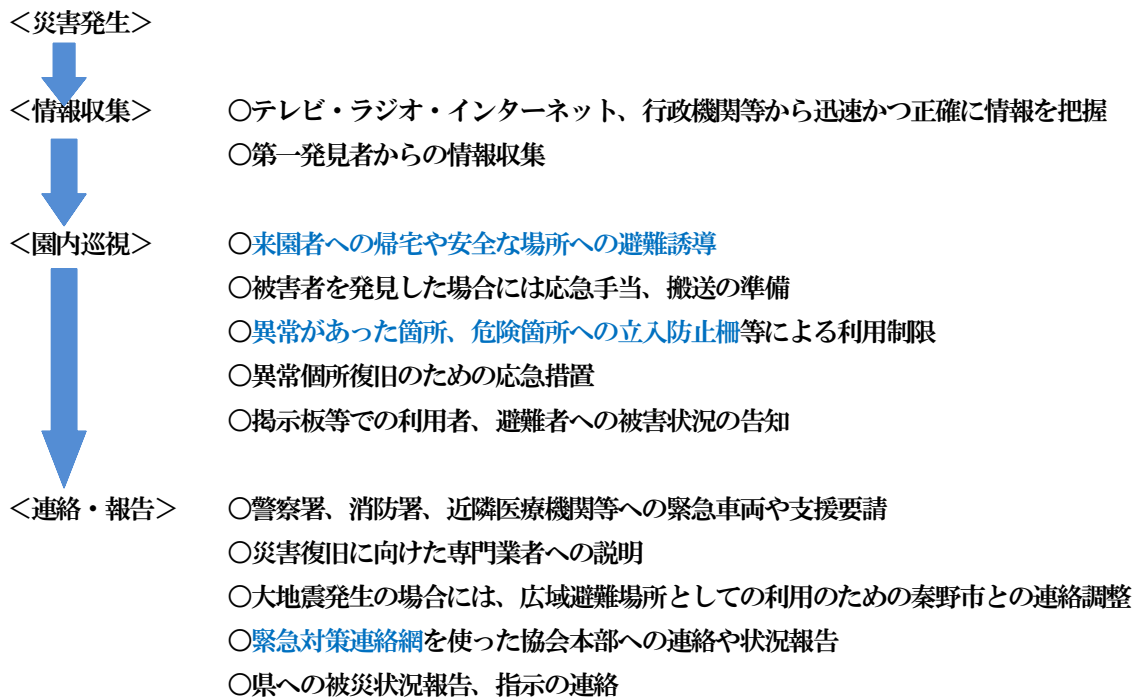 ＜災害発生＞
＜情報収集＞ ○テレビ・ラジオ・インターネット、行政機関等から迅速かつ正確に情報を把握
○第一発見者からの情報収集
＜園内巡視＞ ○来園者への帰宅や安全な場所への避難誘導
○被害者を発見した場合には応急手当、搬送の準備
○異常があった箇所、危険箇所への立入防止柵等による利用制限
○異常個所復旧のための応急措置
○掲示板等での利用者、避難者への被害状況の告知
＜連絡・報告＞ ○警察署、消防署、近隣医療機関等への緊急車両や支援要請
○災害復旧に向けた専門業者への説明
○大地震発生の場合には、広域避難場所としての利用のための秦野市との連絡調整
○緊急対策連絡網を使った協会本部への連絡や状況報告
○県への被災状況報告、指示の連絡